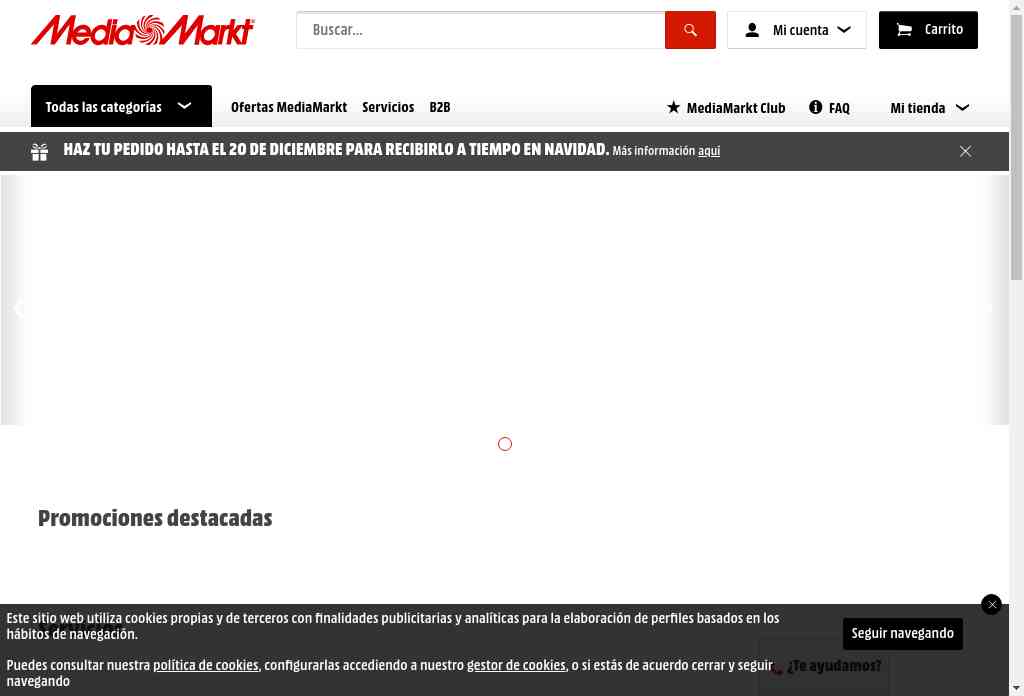 MediaMarkt
Buscar...
Mi cuenta
Carrito
Todas las categorías
Ofertas MediaMarkt
Servicios
B2B
MediaMarkt Club
FAQ
Mi tienda
HAZ TU PEDIDO HASTA EL 20 DE DICIEMBRE PARA RECIBIRLO A TIEMPO EN NAVIDAD. Más información aquí
Promociones destacadas
Servicios
Este sitio web utiliza cookies propias y de terceros con finalidades publicitarias y analíticas para la elaboración de perfiles basados en los
hábitos de navegación.
Seguir navegando
Puedes consultar nuestra política de cookies, configurarlas accediendo a nuestro gestor de cookies, o si estás de acuerdo cerrar y seguir
navegando
¿Te ayudamos?